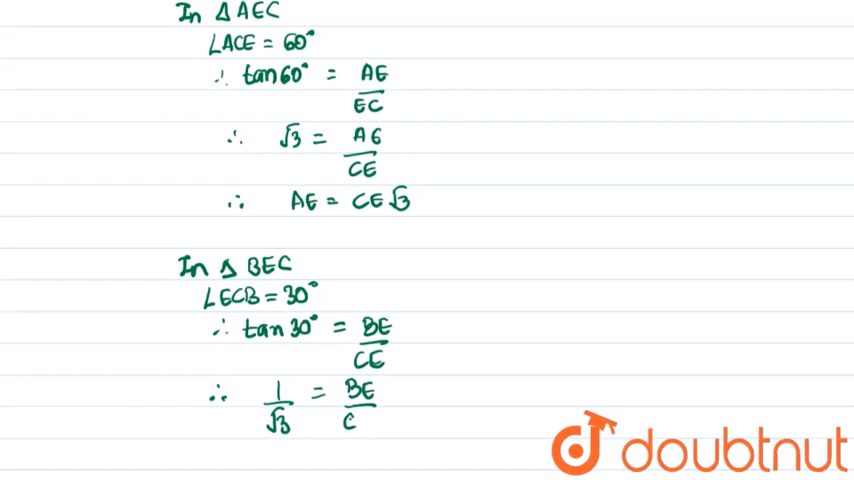 In Δ AEC
∠ACE = 60°
∴ tan 60° = AE/EC
∴ √3 = AE/CE
∴ AE = CE√3
In Δ BEC
∠ECB = 30°
∴ tan 30° = BE/CE
∴ 1/√3 = BE/C
doubtnut